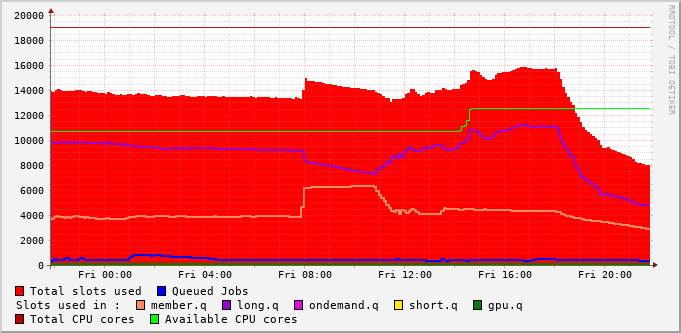 RRDTOOL / TOBI OETIKER
20000
18000
16000
14000
12000
10000
8000
6000
4000
2000
0
Fri 00:00 Fri 04:00 Fri 08:00 Fri 12:00 Fri 16:00 Fri 20:00
Total slots used Queued Jobs
Slots used in : member.q long.q ondemand.q short.q gpu.q
Total CPU cores Available CPU cores